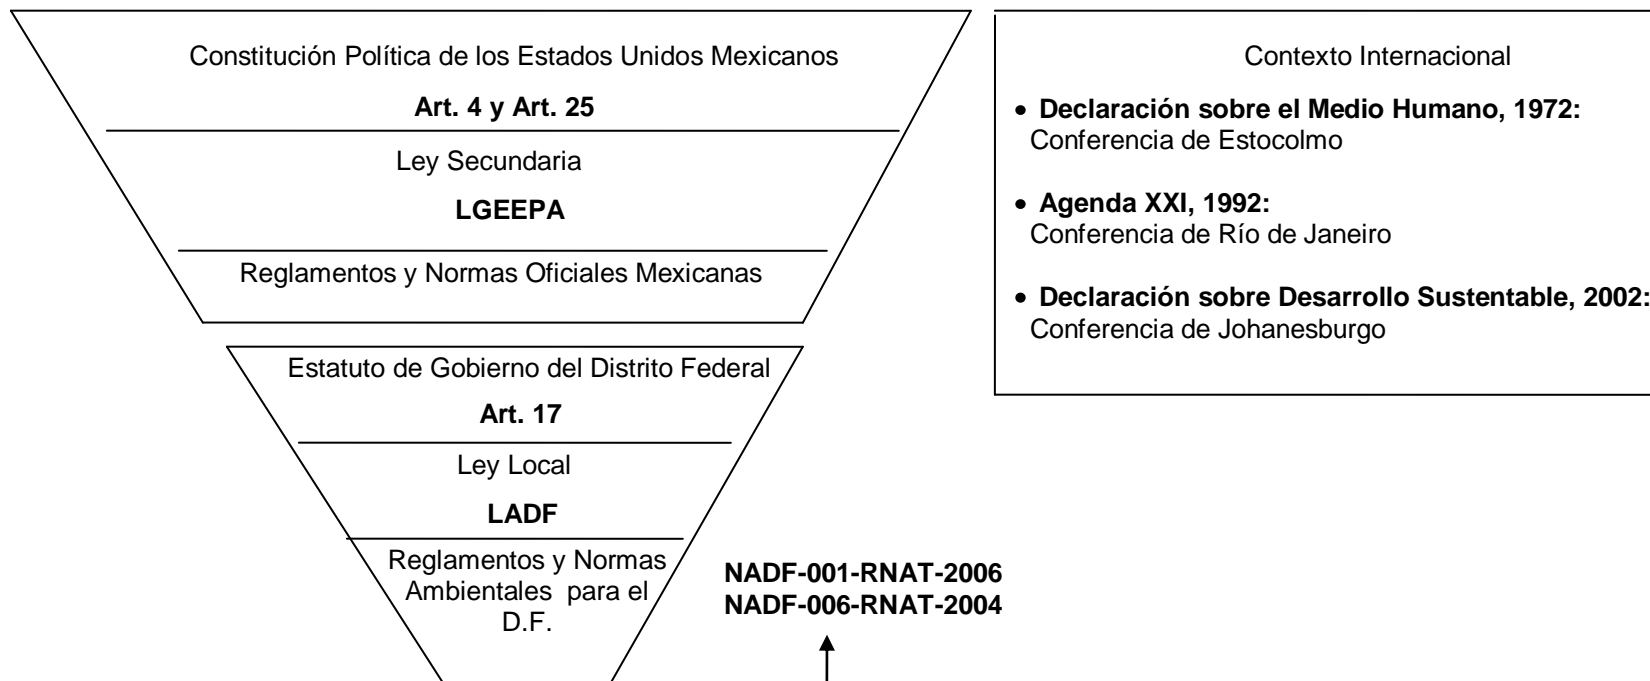 Constitución Política de los Estados Unidos Mexicanos
Art. 4 y Art. 25
Ley Secundaria
LGEEPA
Reglamentos y Normas Oficiales Mexicanas
Estatuto de Gobierno del Distrito Federal
Art. 17
Ley Local
LADF
Reglamentos y Normas
Ambientales para el
D.F.
NADF-001-RNAT-2006
NADF-006-RNAT-2004
Contexto Internacional
• Declaración sobre el Medio Humano, 1972:
Conferencia de Estocolmo
• Agenda XXI, 1992:
Conferencia de Río de Janeiro
• Declaración sobre Desarrollo Sustentable, 2002:
Conferencia de Johanesburgo